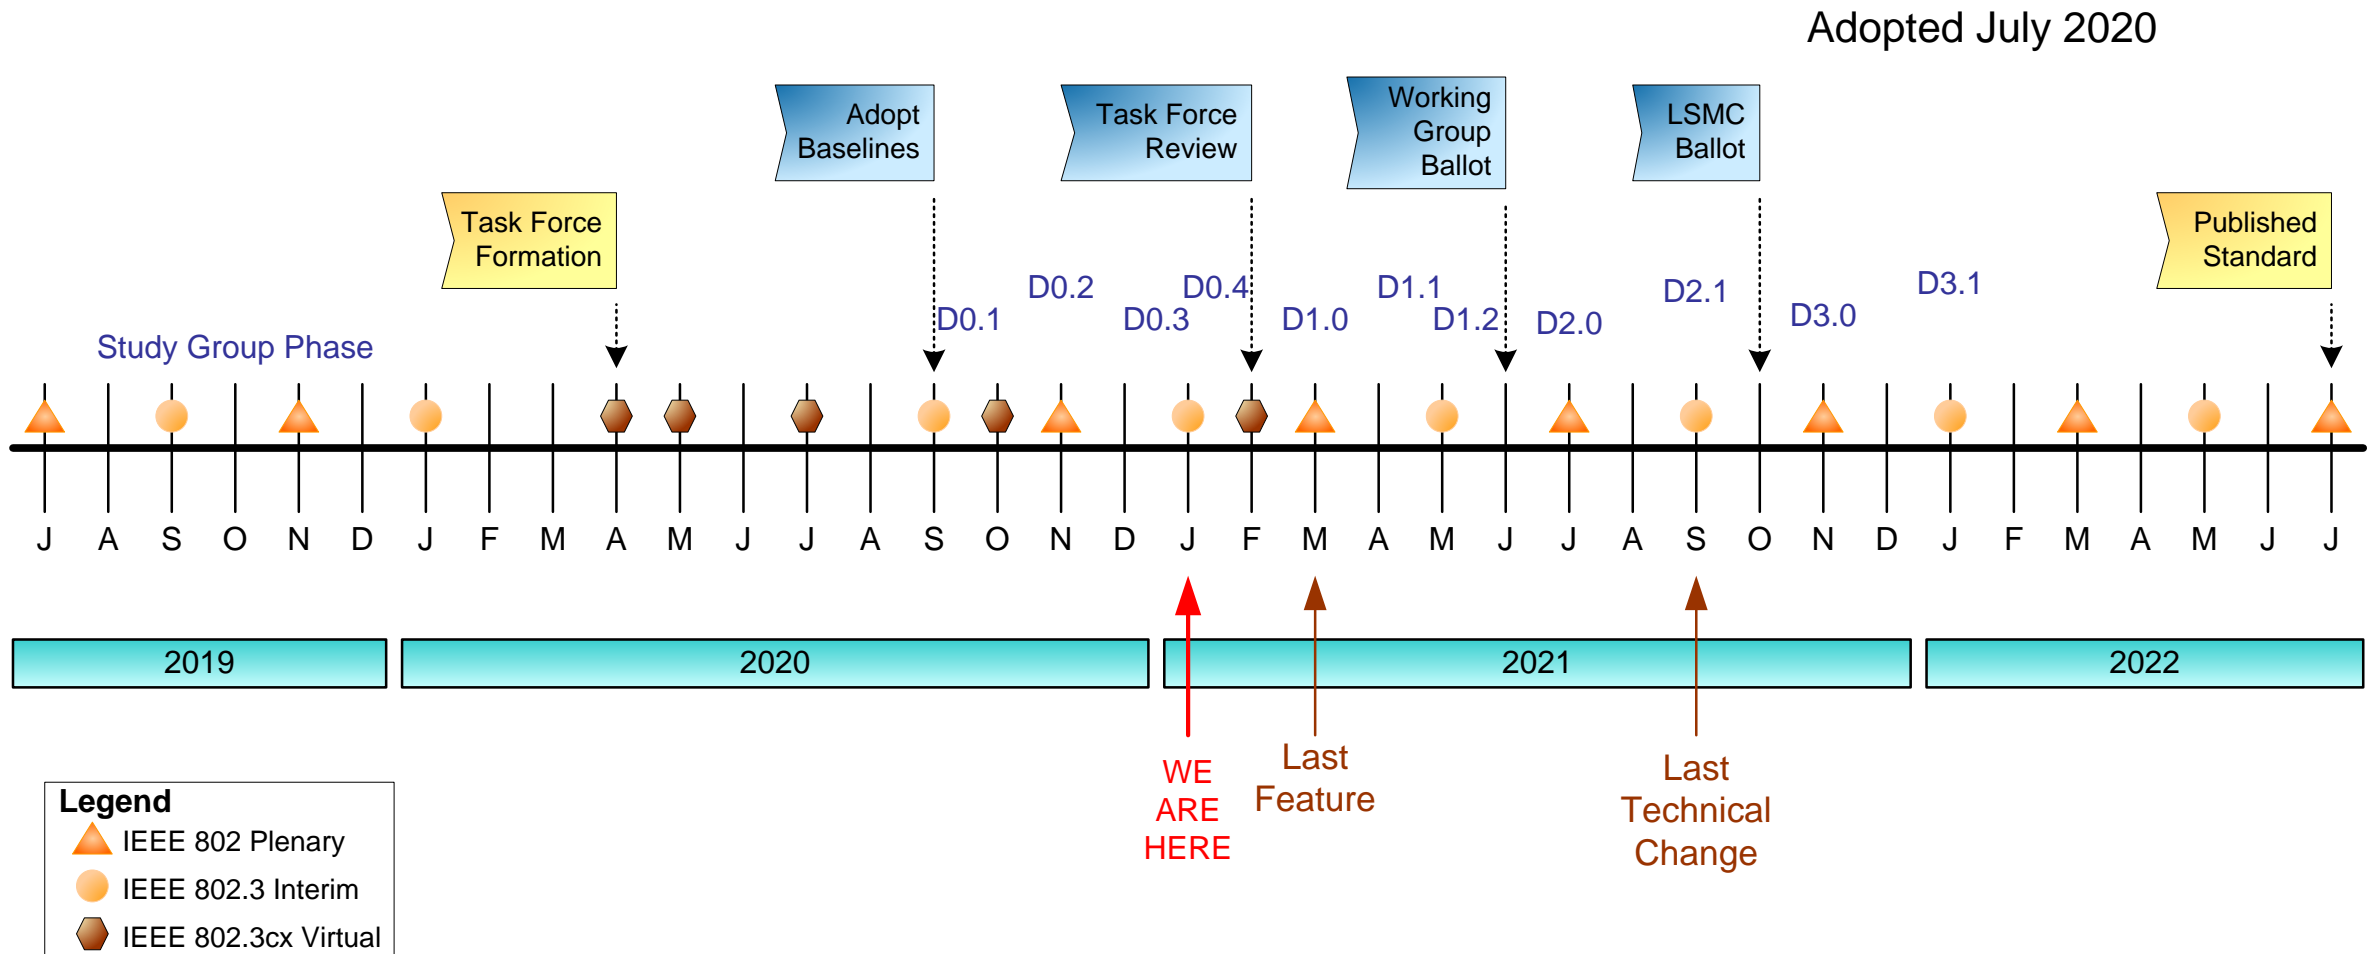 Adopted July 2020
Adopt
Baselines
Task Force
Review
Working
Group
Ballot
LSMC
Ballot
Task Force
Formation
Published
Standard
Study Group Phase
D0.1
D0.2
D0.3
D0.4
D1.0
D1.1
D1.2
D2.0
D2.1
D3.0
D3.1
J A S O N D J F M A M J J A S O N D J F M A M J J A S O N D J F M A M J J
2019 2020 2021 2022
WE
ARE
HERE
Last
Feature
Last
Technical
Change
Legend
IEEE 802 Plenary
IEEE 802.3 Interim
IEEE 802.3cx Virtual